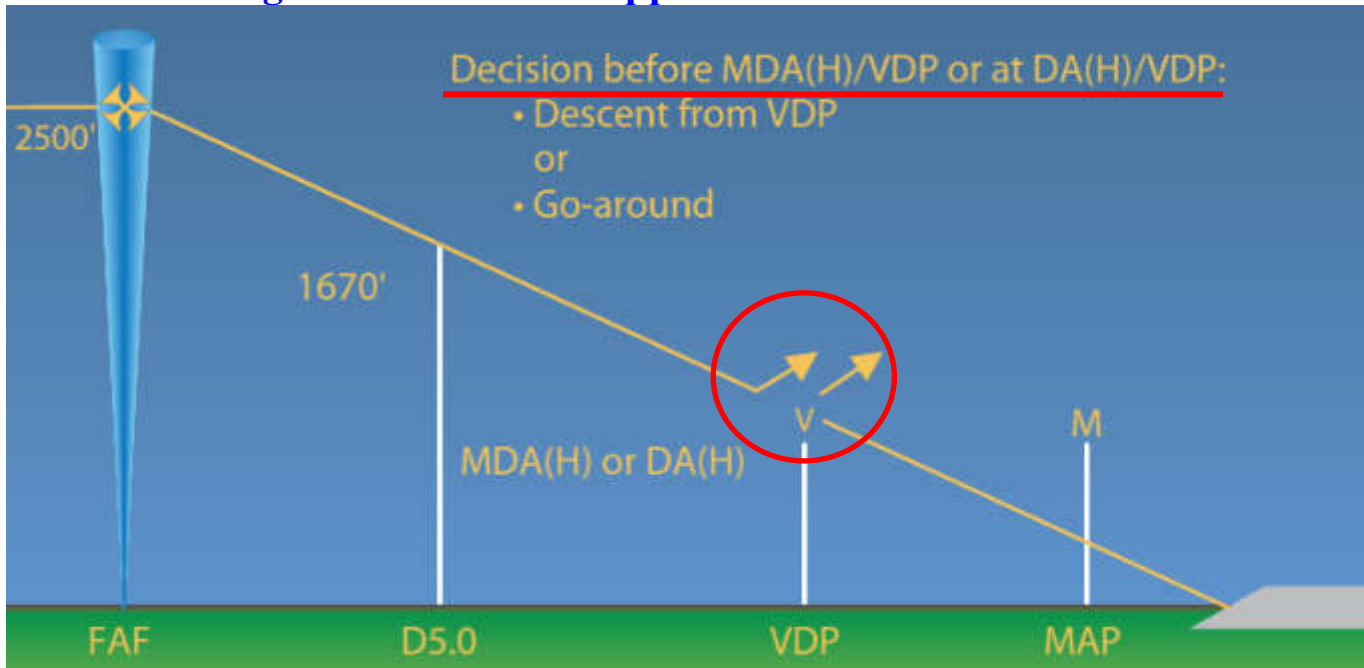 Decision before MDA(H)/VDP or at DA(H)/VDP:
• Descent from VDP
or
• Go-around
2500'
1670'
V
M
MDA(H) or DA(H)
FAF
D5.0
VDP
MAP